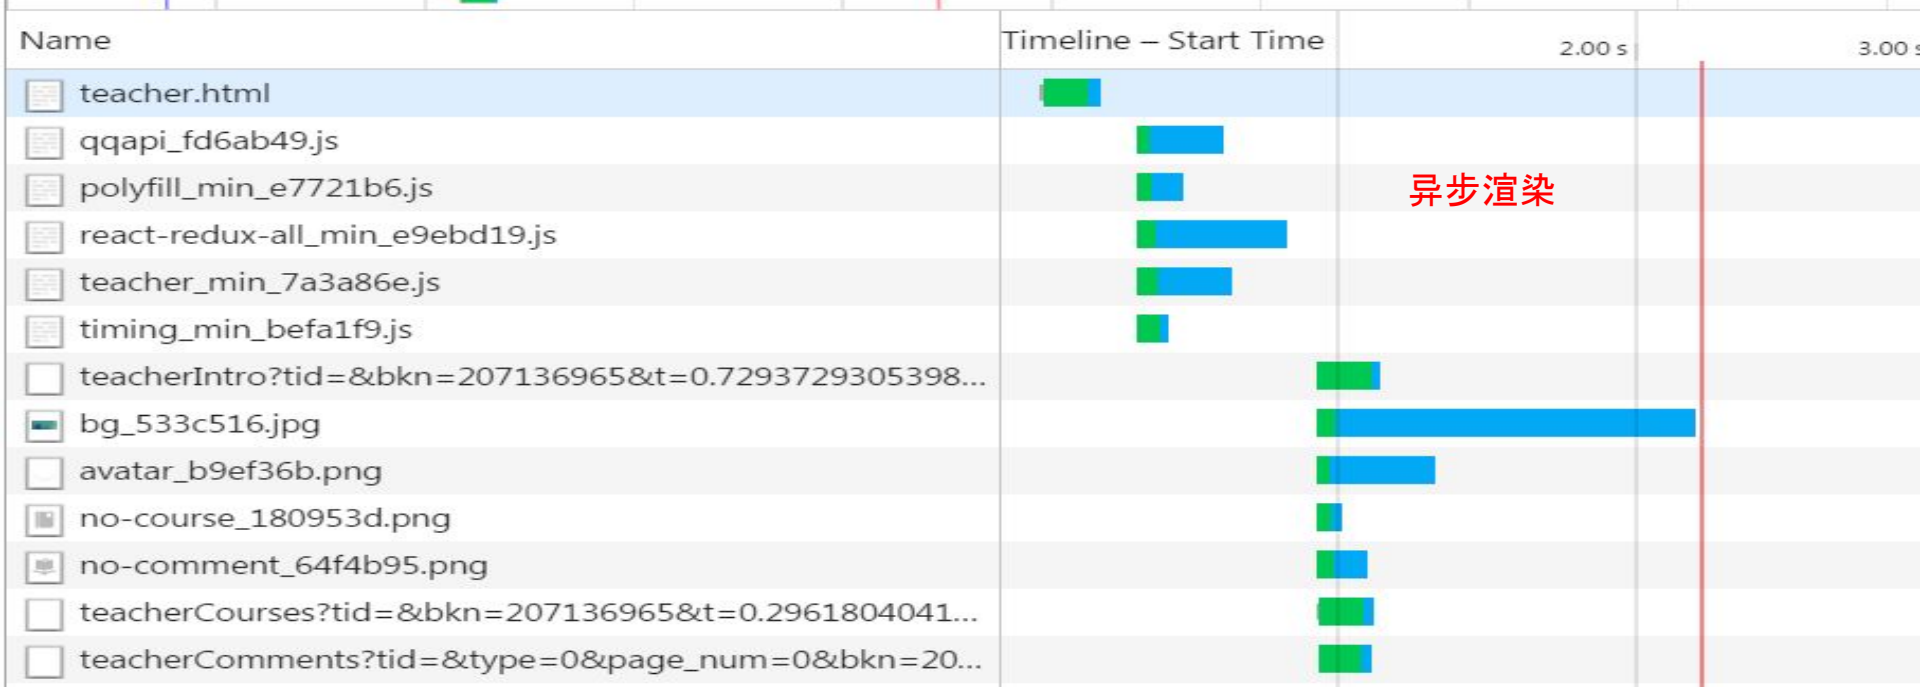 Name
Timeline – Start Time
2.00 s
3.00 s
teacher.html
qqapi_fd6ab49.js
polyfill_min_e7721b6.js
异步渲染
react-redux-all_min_e9ebd19.js
teacher_min_7a3a86e.js
timing_min_befa1f9.js
teacherIntro?tid=&bkn=207136965&t=0.7293729305398...
bg_533c516.jpg
avatar_b9ef36b.png
no-course_180953d.png
no-comment_64f4b95.png
teacherCourses?tid=&bkn=207136965&t=0.2961804041...
teacherComments?tid=&type=0&page_num=0&bkn=20...